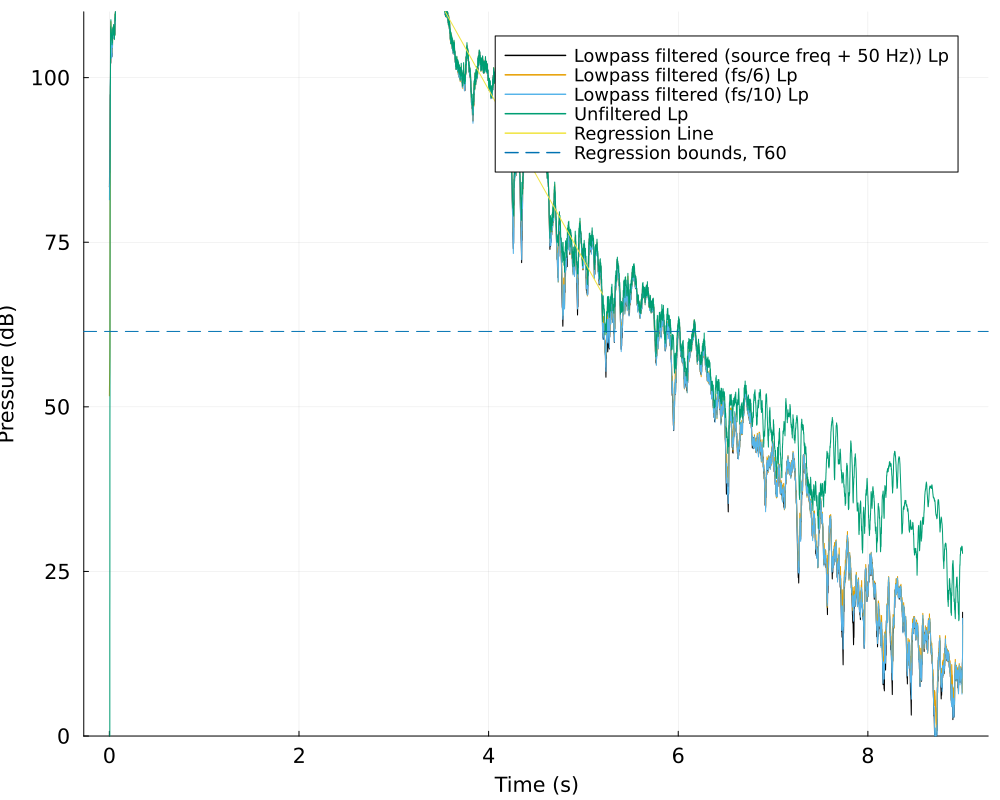 100
75
50
25
0
Pressure (dB)
Lowpass filtered (source freq + 50 Hz)) Lp
Lowpass filtered (fs/6) Lp
Lowpass filtered (fs/10) Lp
Unfiltered Lp
Regression Line
Regression bounds, T60
0 2 4 6 8
Time (s)